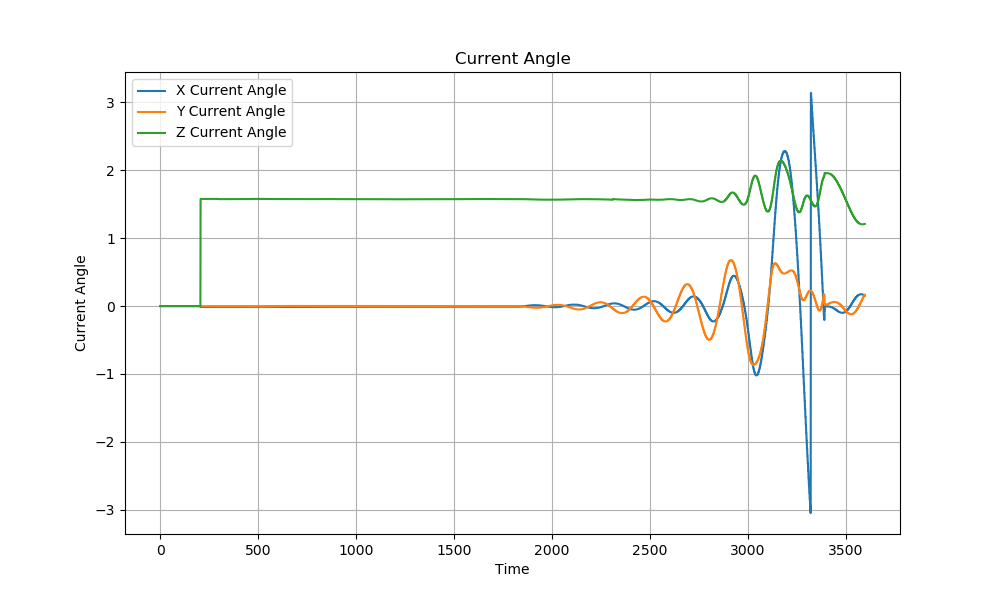 Current Angle
X Current Angle
Y Current Angle
Z Current Angle
Current Angle
3
2
1
0
−1
−2
−3
0 500 1000 1500 2000 2500 3000 3500
Time